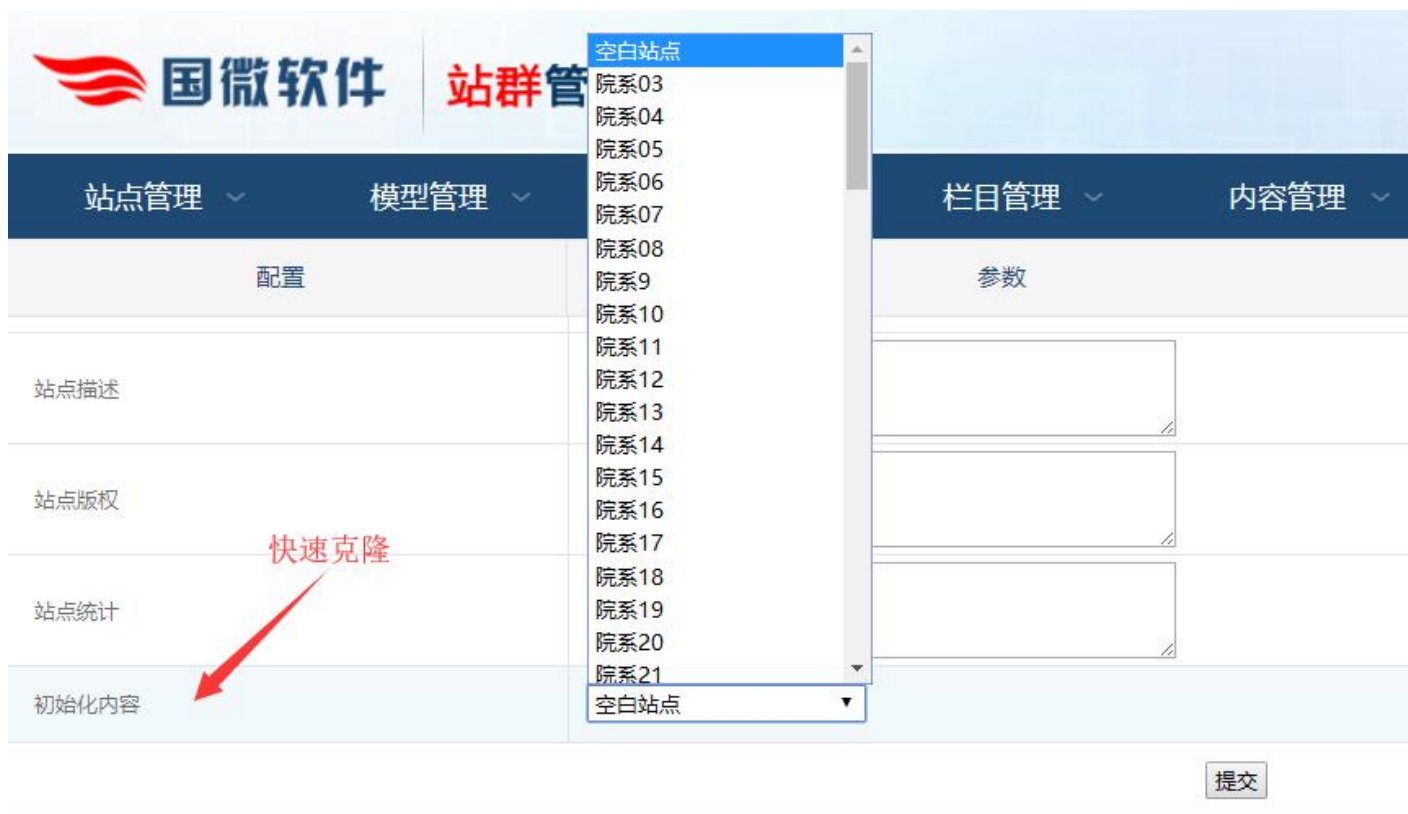 国微软件
站群管
空白站点
院系03
院系04
院系05
院系06
院系07
院系08
院系9
院系10
院系11
院系12
院系13
院系14
院系15
院系16
院系17
院系18
院系19
院系20
院系21
站点管理 模型管理 栏目管理 内容管理
配置 参数
站点描述
站点版权
快速克隆
站点统计
初始化内容 空白站点
提交